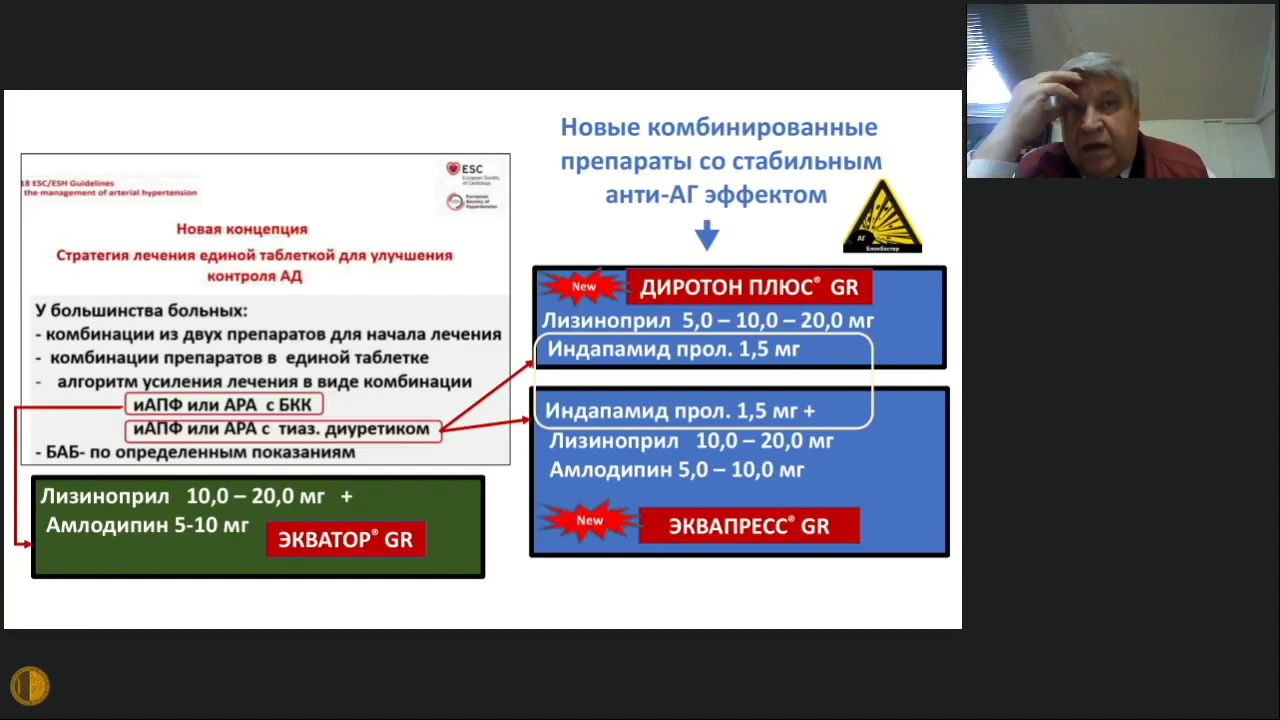 18 ESC/ESH Guidelines
the management of arterial hypertension
ESC
European Society
of Cardiology
European
Society of
Hypertension
Новая концепция
Стратегия лечения единой таблеткой для улучшения
контроля АД
У большинства больных:
- комбинации из двух препаратов для начала лечения
- комбинации препаратов в единой таблетке
- алгоритм усиления лечения в виде комбинации
иАПФ или АРА с БКК
иАПФ или АРА с тиаз. диуретиком
- БАБ- по определенным показаниям
Лизиноприл 10,0 – 20,0 мг +
Амлодипин 5-10 мг
ЭКВАТОР® GR
Новые комбинированные
препараты со стабильным
анти-АГ эффектом
АГ
Блокбастер
New
ДИРОТОН ПЛЮС® GR
Лизиноприл 5,0 – 10,0 – 20,0 мг
Индапамид прол. 1,5 мг
Индапамид прол. 1,5 мг +
Лизиноприл 10,0 – 20,0 мг
Амлодипин 5,0 – 10,0 мг
New
ЭКВАПРЕСС® GR